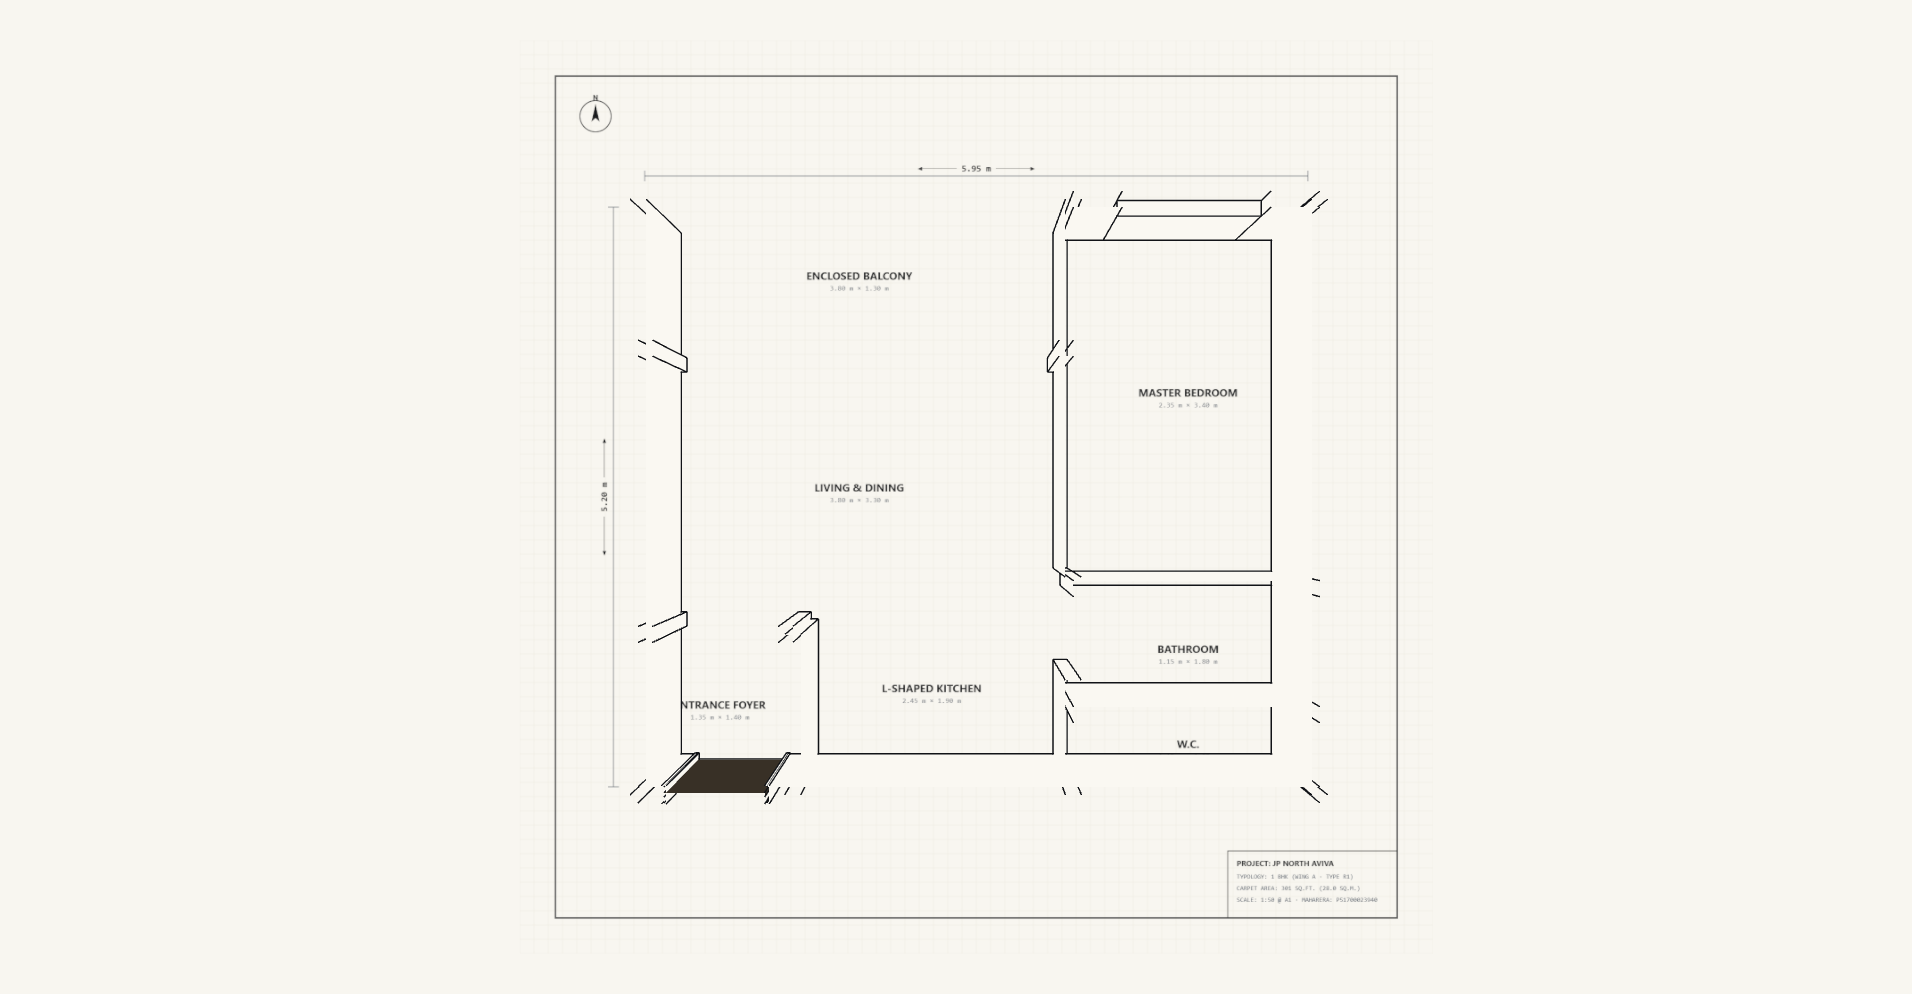 N
5.95 m
ENCLOSED BALCONY
3.80 m × 1.30 m
MASTER BEDROOM
2.35 m × 3.40 m
5.20 m
LIVING & DINING
3.80 m × 3.30 m
BATHROOM
1.15 m × 1.80 m
L-SHAPED KITCHEN
2.45 m × 1.90 m
NTRANCE FOYER
1.35 m × 1.40 m
W.C.
PROJECT: JP NORTH AVIVA
TYPOLOGY: 1 BHK (WING A - TYPE R1)
CARPET AREA: 301 SQ.FT. (28.0 SQ.M.)
SCALE: 1:50 @ A1 - MAHARERA: P51700023940